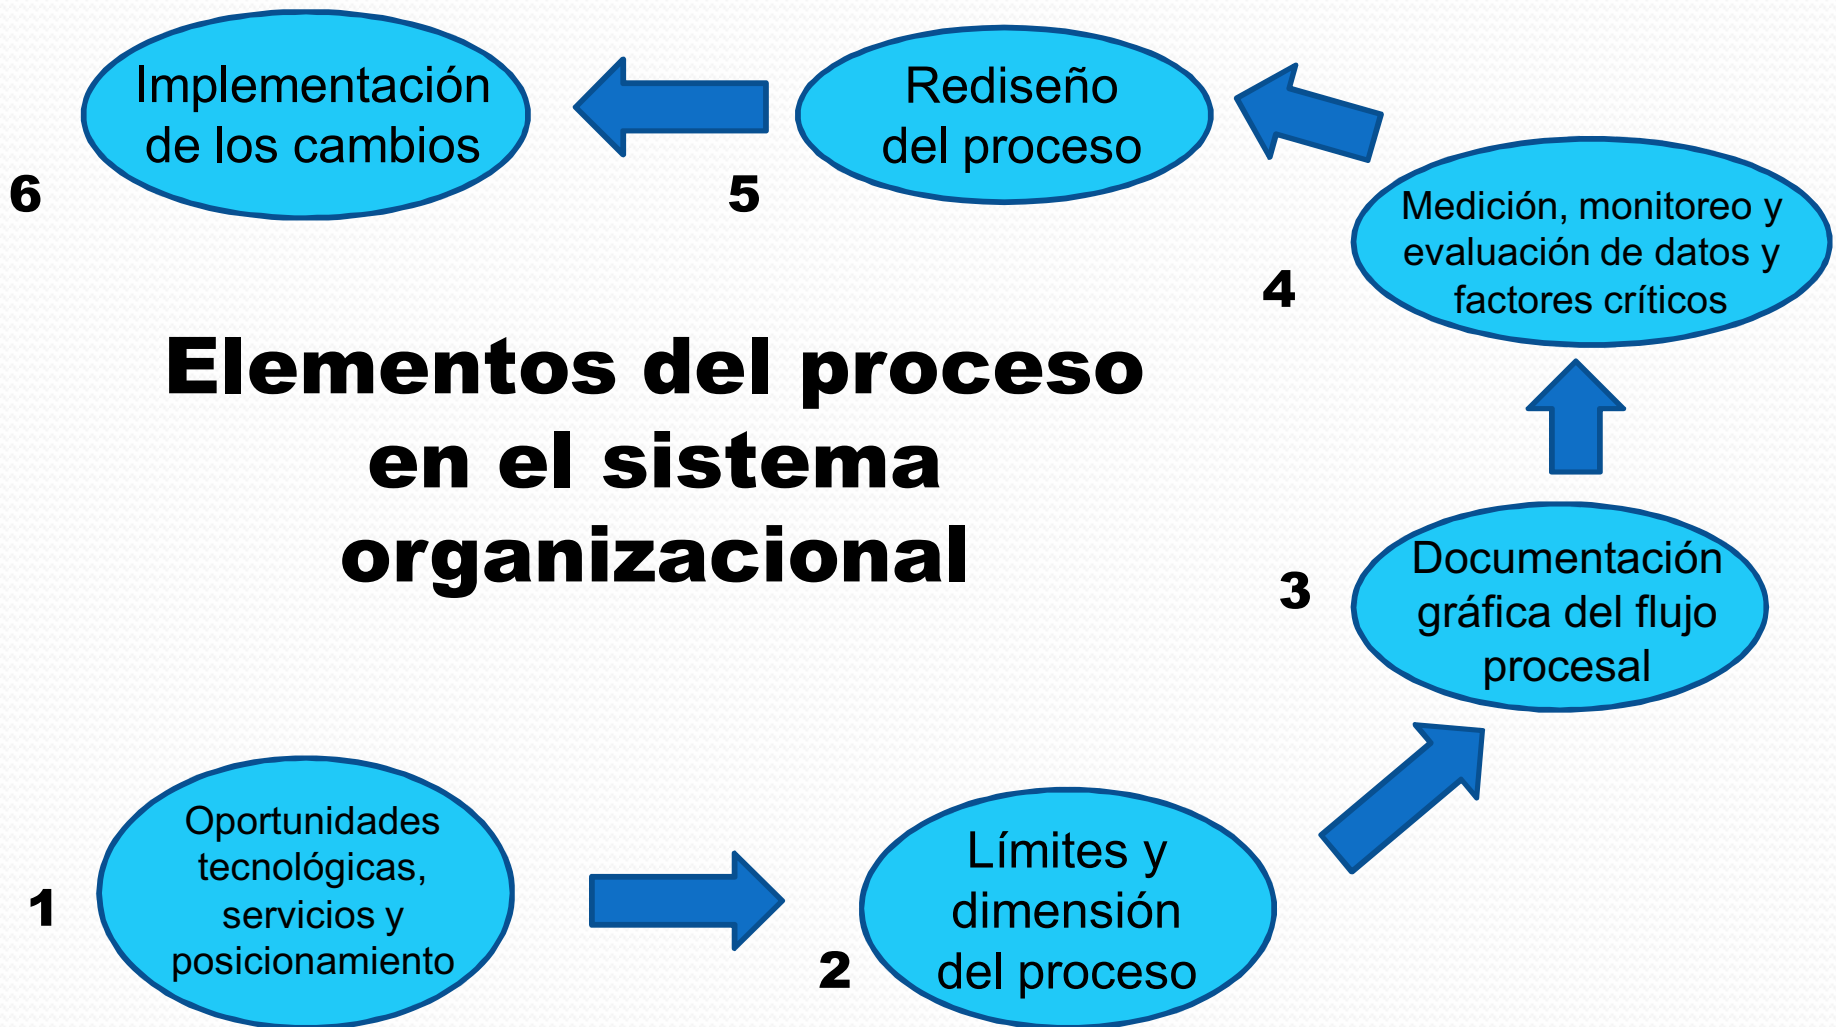 Implementación
de los cambios
6
Rediseño
del proceso
5
Medición, monitoreo y
evaluación de datos y
factores críticos
4
Elementos del proceso
en el sistema
organizacional
Documentación
gráfica del flujo
procesal
3
Oportunidades
tecnológicas,
servicios y
posicionamiento
1
Límites y
dimensión
del proceso
2